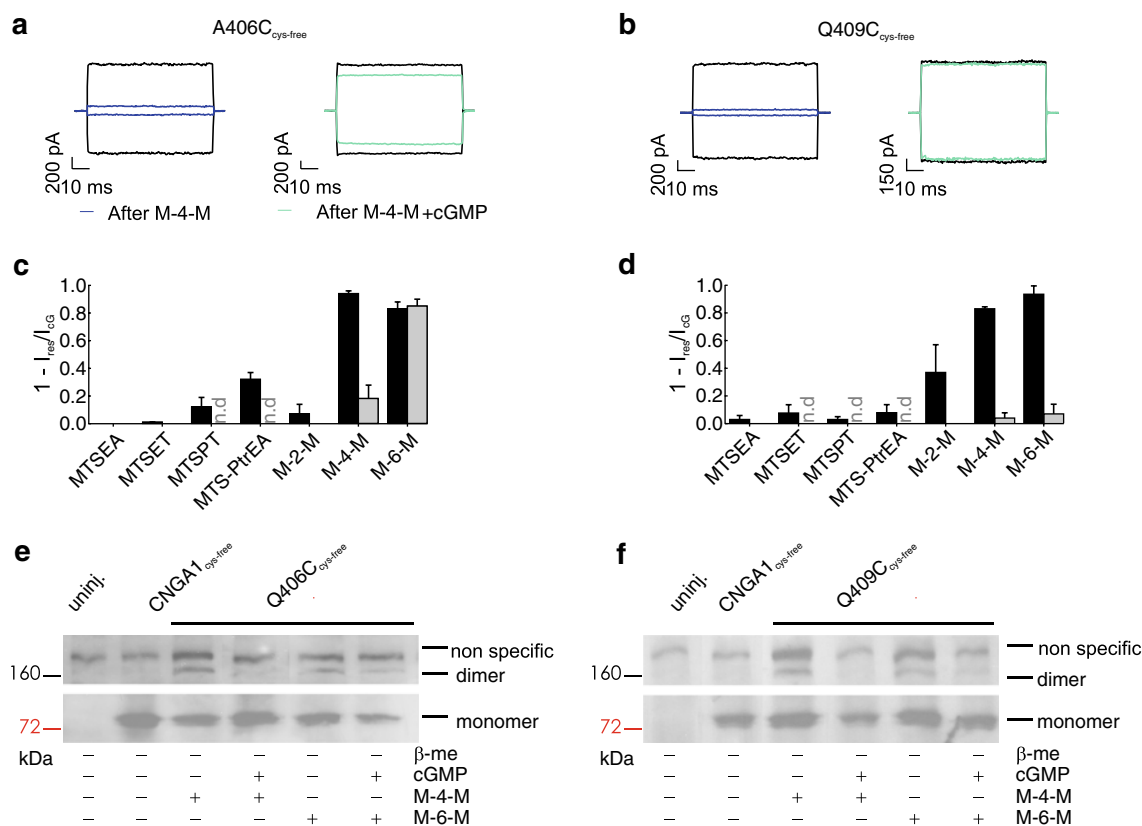 a
A406C cys-free
b
Q409C cys-free
200 pA
210 ms
200 pA
210 ms
200 pA
210 ms
150 pA
10 ms
After M-4-M
After M-4-M +cGMP
c
1 - I res/I cG
1.0
0.8
0.6
0.4
0.2
0.0
n.d
n.d
MTSEA
MTSET
MTSPT
MTS-PtrEA
M-2-M
M-4-M
M-6-M
d
1 - I res/I cG
1.0
0.8
0.6
0.4
0.2
0.0
n.d
n.d
n.d
MTSEA
MTSET
MTSPT
MTS-PtrEA
M-2-M
M-4-M
M-6-M
e
uninj.
CNGA1 cys-free
Q406C cys-free
non specific
160
dimer
72
monomer
kDa
– – – – – – β-me
– – – + – + cGMP
– – + + – – M-4-M
– – – – + + M-6-M
f
uninj.
CNGA1 cys-free
Q409C cys-free
non specific
160
dimer
72
monomer
kDa
– – – – – – β-me
– – – + – + cGMP
– – + + – – M-4-M
– – – – + + M-6-M